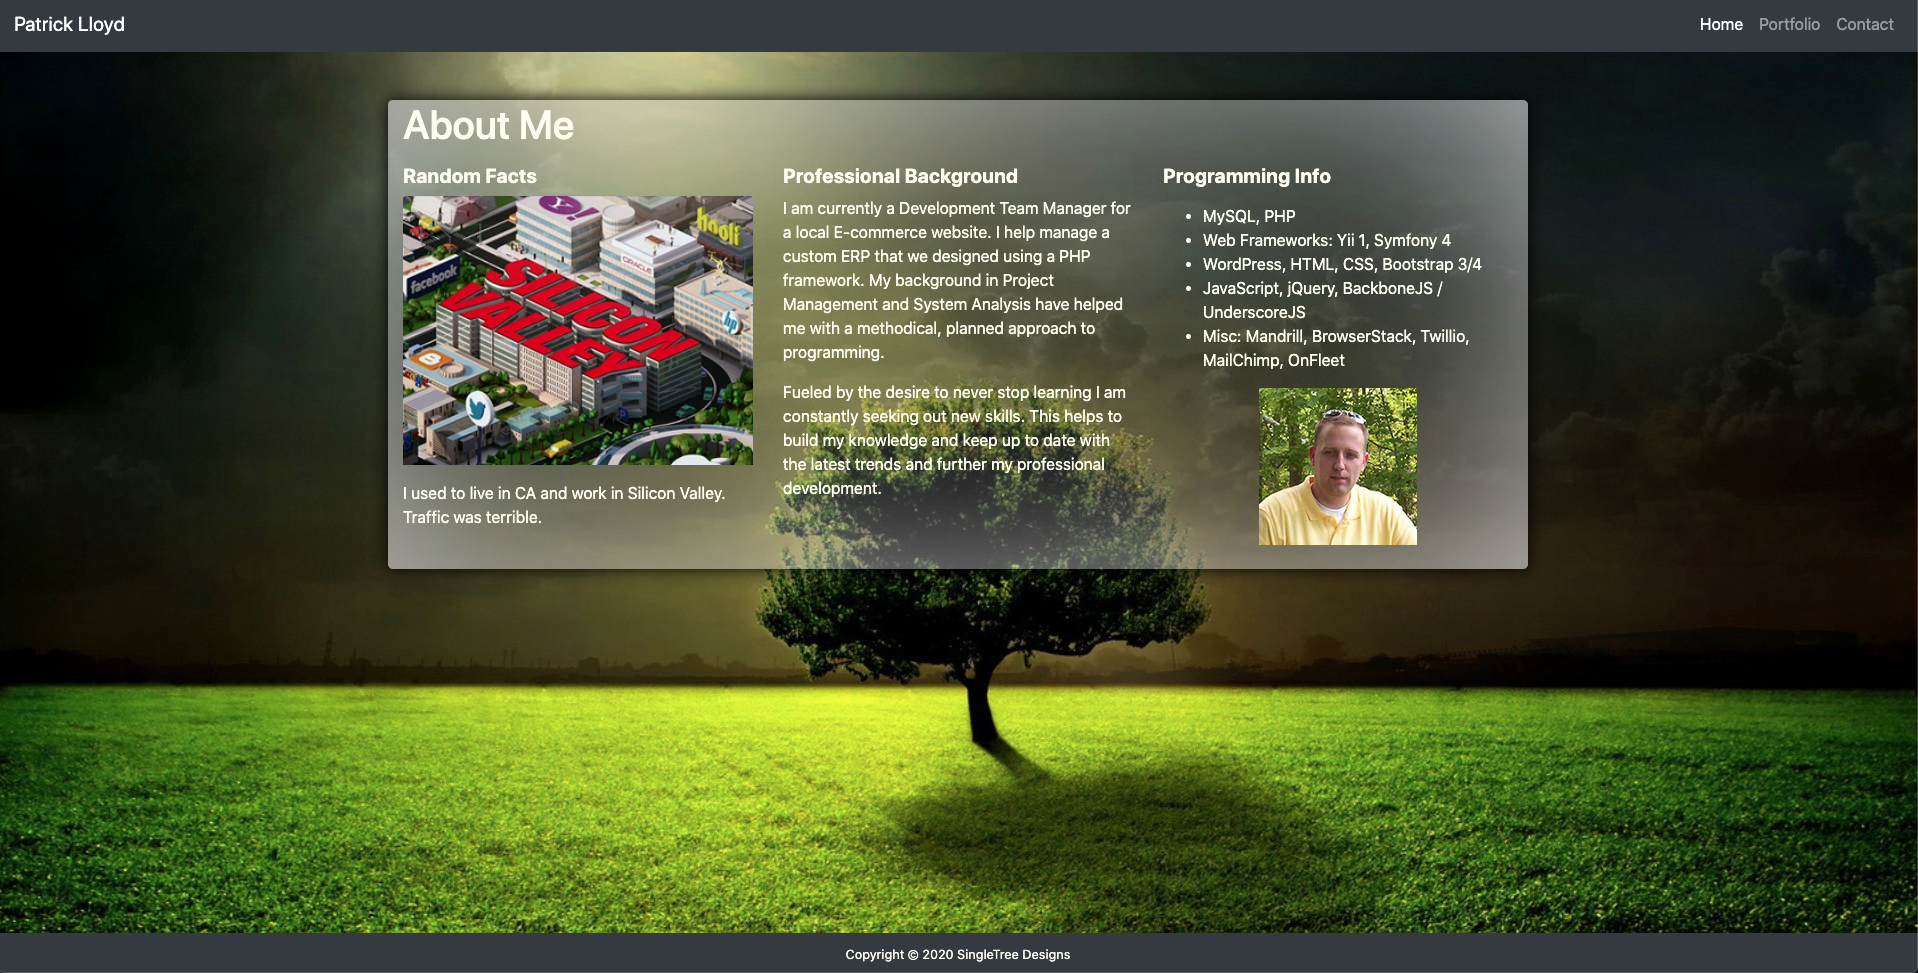 Patrick Lloyd
Home Portfolio Contact
About Me
Random Facts
Y!
hooli
ORACLE
facebook
hp
SILICON
VALLEY
I used to live in CA and work in Silicon Valley.
Traffic was terrible.
Professional Background
I am currently a Development Team Manager for
a local E-commerce website. I help manage a
custom ERP that we designed using a PHP
framework. My background in Project
Management and System Analysis have helped
me with a methodical, planned approach to
programming.
Fueled by the desire to never stop learning I am
constantly seeking out new skills. This helps to
build my knowledge and keep up to date with
the latest trends and further my professional
development.
Programming Info
• MySQL, PHP
• Web Frameworks: Yii 1, Symfony 4
• WordPress, HTML, CSS, Bootstrap 3/4
• JavaScript, jQuery, BackboneJS /
UnderscoreJS
• Misc: Mandrill, BrowserStack, Twillio,
MailChimp, OnFleet
Copyright © 2020 SingleTree Designs